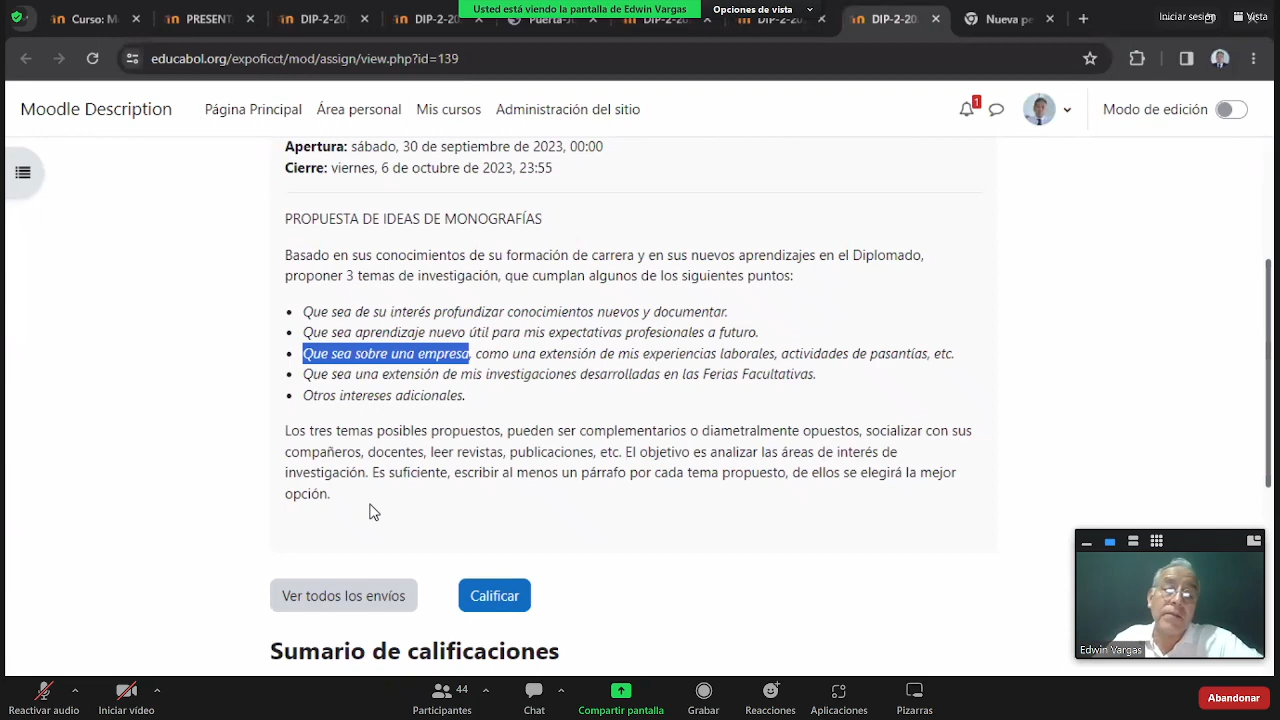 Usted está viendo la pantalla de Edwin Vargas
Opciones de vista
Curso: M
PRESENT
DIP-2-20
DIP-2-20
DIP-2-20
Nueva pe
Iniciar sesión
Vista
educabol.org/expoficct/mod/assign/view.php?id=139
Moodle Description
Página Principal
Área personal
Mis cursos
Administración del sitio
1
Modo de edición
Apertura: sábado, 30 de septiembre de 2023, 00:00
Cierre: viernes, 6 de octubre de 2023, 23:55
PROPUESTA DE IDEAS DE MONOGRAFÍAS
Basado en sus conocimientos de su formación de carrera y en sus nuevos aprendizajes en el Diplomado,
proponer 3 temas de investigación, que cumplan algunos de los siguientes puntos:
• Que sea de su interés profundizar conocimientos nuevos y documentar.
• Que sea aprendizaje nuevo útil para mis expectativas profesionales a futuro.
• Que sea sobre una empresa, como una extensión de mis experiencias laborales, actividades de pasantías, etc.
• Que sea una extensión de mis investigaciones desarrolladas en las Ferias Facultativas.
• Otros intereses adicionales.
Los tres temas posibles propuestos, pueden ser complementarios o diametralmente opuestos, socializar con sus
compañeros, docentes, leer revistas, publicaciones, etc. El objetivo es analizar las áreas de interés de
investigación. Es suficiente, escribir al menos un párrafo por cada tema propuesto, de ellos se elegirá la mejor
opción.
Ver todos los envíos
Calificar
Sumario de calificaciones
Edwin Vargas
Reactivar audio
Iniciar vídeo
44
Participantes
Chat
Compartir pantalla
Grabar
Reacciones
Aplicaciones
Pizarras
Abandonar